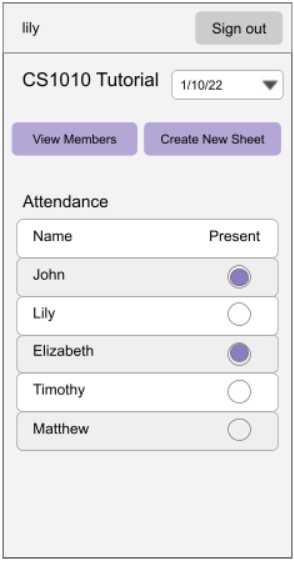 lily Sign out
CS1010 Tutorial 1/10/22
View Members Create New Sheet
Attendance
Name Present
John
Lily
Elizabeth
Timothy
Matthew